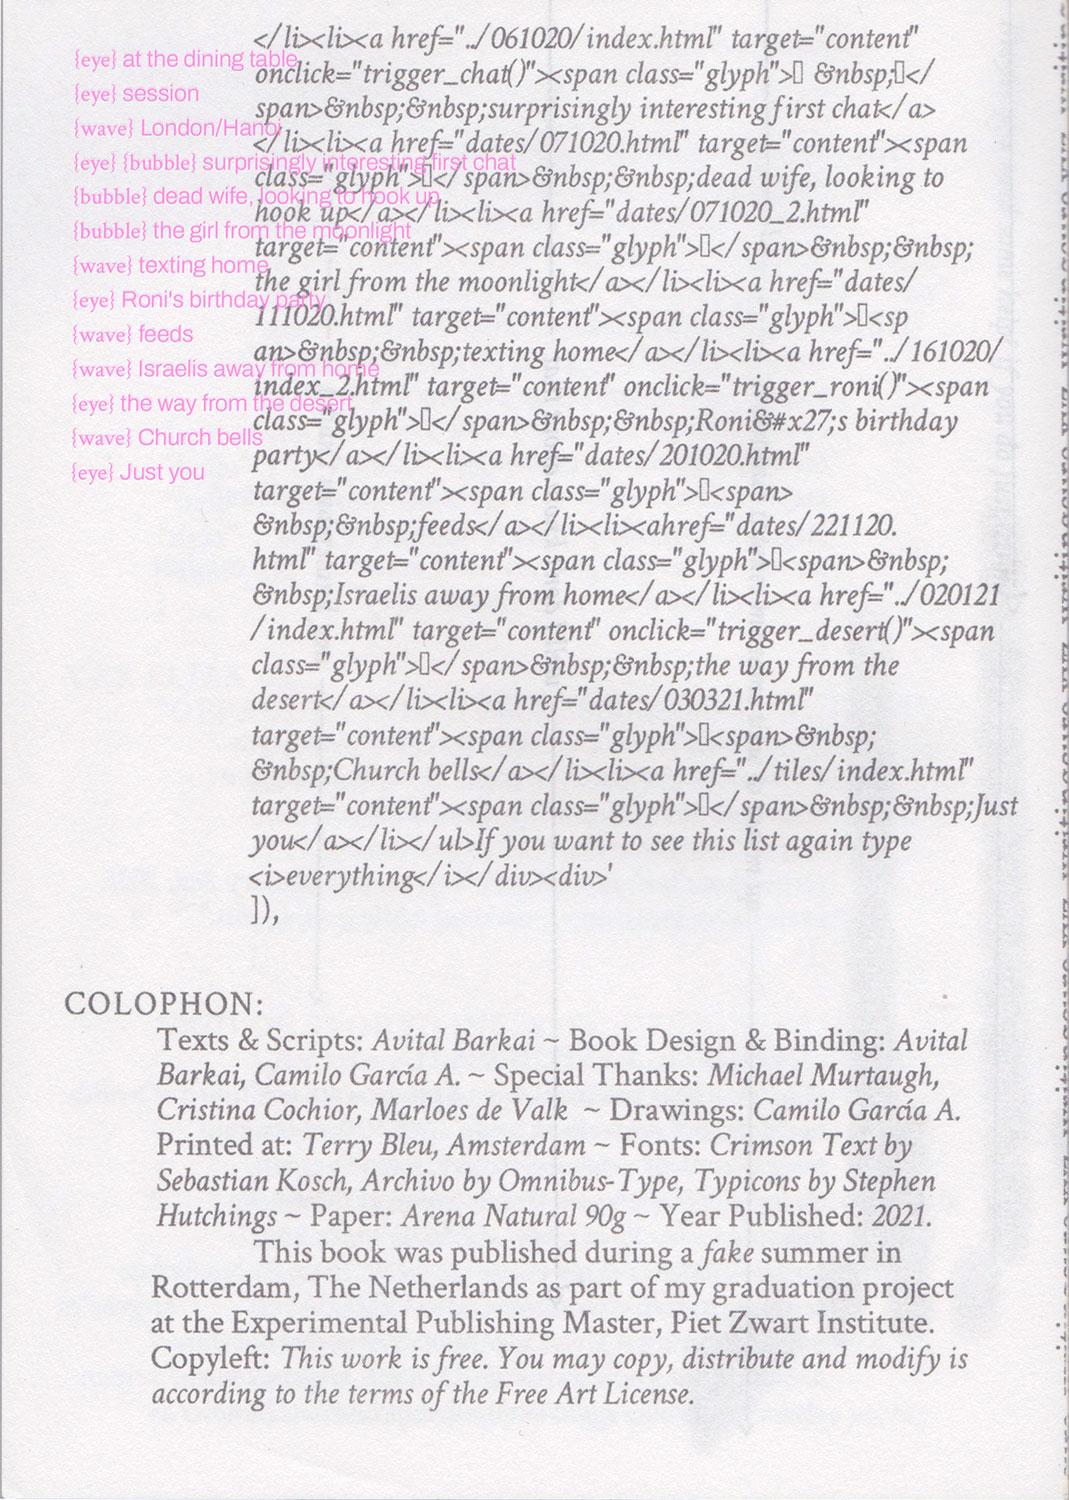 {eye} at the dining table
{eye} session
{wave} London/Hanoi
{eye} {bubble} surprisingly interesting first chat
{bubble} dead wife, looking to hook up
{bubble} the girl from the moonlight
{wave} texting home
{eye} Roni's birthday party
{wave} feeds
{wave} Israelis away from home
{eye} the way from the desert
{wave} Church bells
{eye} Just you
</li><li><a href="../061020/index.html" target="content"
onclick="trigger_chat()"><span class="glyph">▯ &nbsp;▯</
span>&nbsp;&nbsp;surprisingly interesting first chat</a>
</li><li><a href="dates/071020.html" target="content"><span
class="glyph">▯</span>&nbsp;&nbsp;dead wife, looking to
hook up</a></li><li><a href="dates/071020_2.html"
target="content"><span class="glyph">▯</span>&nbsp;&nbsp;
the girl from the moonlight</a></li><li><a href="dates/
111020.html" target="content"><span class="glyph">▯<sp
an>&nbsp;&nbsp;texting home</a></li><li><a href="../161020/
index_2.html" target="content" onclick="trigger_roni()"><span
class="glyph">▯</span>&nbsp;&nbsp;Roni&#x27;s birthday
party</a></li><li><a href="dates/201020.html"
target="content"><span class="glyph">▯<span>
&nbsp;&nbsp;feeds</a></li><li><ahref="dates/221120.
html" target="content"><span class="glyph">▯<span>&nbsp;
&nbsp;Israelis away from home</a></li><li><a href="../020121
/index.html" target="content" onclick="trigger_desert()"><span
class="glyph">▯</span>&nbsp;&nbsp;the way from the
desert</a></li><li><a href="dates/030321.html"
target="content"><span class="glyph">▯<span>&nbsp;
&nbsp;Church bells</a></li><li><a href="../tiles/index.html"
target="content"><span class="glyph">▯</span>&nbsp;&nbsp;Just
you</a></li></ul>If you want to see this list again type
<i>everything</i></div><div>'
]),
COLOPHON:
Texts & Scripts: Avital Barkai ~ Book Design & Binding: Avital
Barkai, Camilo García A. ~ Special Thanks: Michael Murtaugh,
Cristina Cochior, Marloes de Valk ~ Drawings: Camilo García A.
Printed at: Terry Bleu, Amsterdam ~ Fonts: Crimson Text by
Sebastian Kosch, Archivo by Omnibus-Type, Typicons by Stephen
Hutchings ~ Paper: Arena Natural 90g ~ Year Published: 2021.
This book was published during a fake summer in
Rotterdam, The Netherlands as part of my graduation project
at the Experimental Publishing Master, Piet Zwart Institute.
Copyleft: This work is free. You may copy, distribute and modify is
according to the terms of the Free Art License.